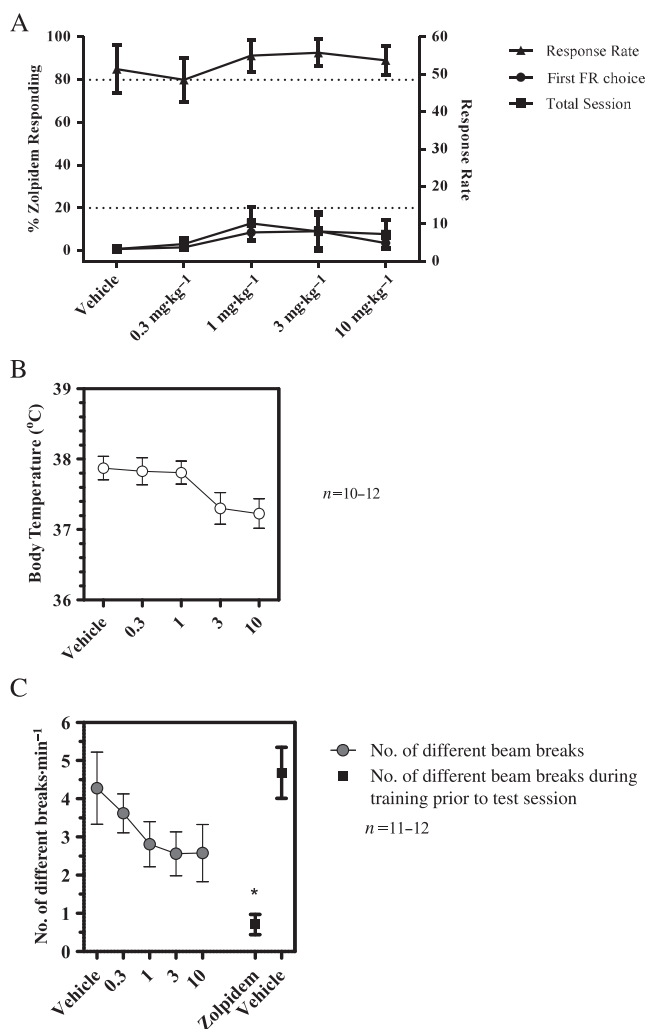 A
100
80
60
40
20
0
% Zolpidem Responding
60
50
40
30
20
10
0
Response Rate
Vehicle
0.3 mg·kg⁻¹
1 mg·kg⁻¹
3 mg·kg⁻¹
10 mg·kg⁻¹
Response Rate
First FR choice
Total Session
B
39
38
37
36
Body Temperature (°C)
Vehicle
0.3
1
3
10
n=10–12
C
6
5
4
3
2
1
0
No. of different breaks·min⁻¹
*
Vehicle
0.3
1
3
10
Zolpidem
Vehicle
No. of different beam breaks
No. of different beam breaks during
training prior to test session
n=11–12